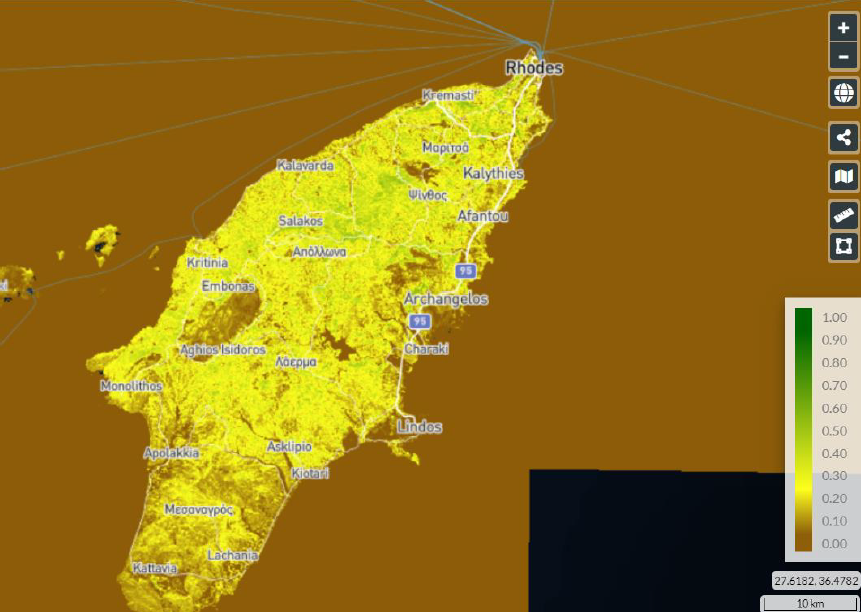 Rhodes
Kremasti
Μαριτσά
Kalavarda
Kalythies
Ψίνθος
Salakos
Afantou
Απόλλωνα
Kritinia
95
Embonas
Archangelos
95
Aghios Isidoros
Charaki
Λάερμα
Monolithos
Lindos
Asklipio
Apolakkia
Kiotari
Μεσαναγρός
Lachania
Kattavia
1.00
0.90
0.80
0.70
0.60
0.50
0.40
0.30
0.20
0.10
0.00
27.6182, 36.4782
10 km